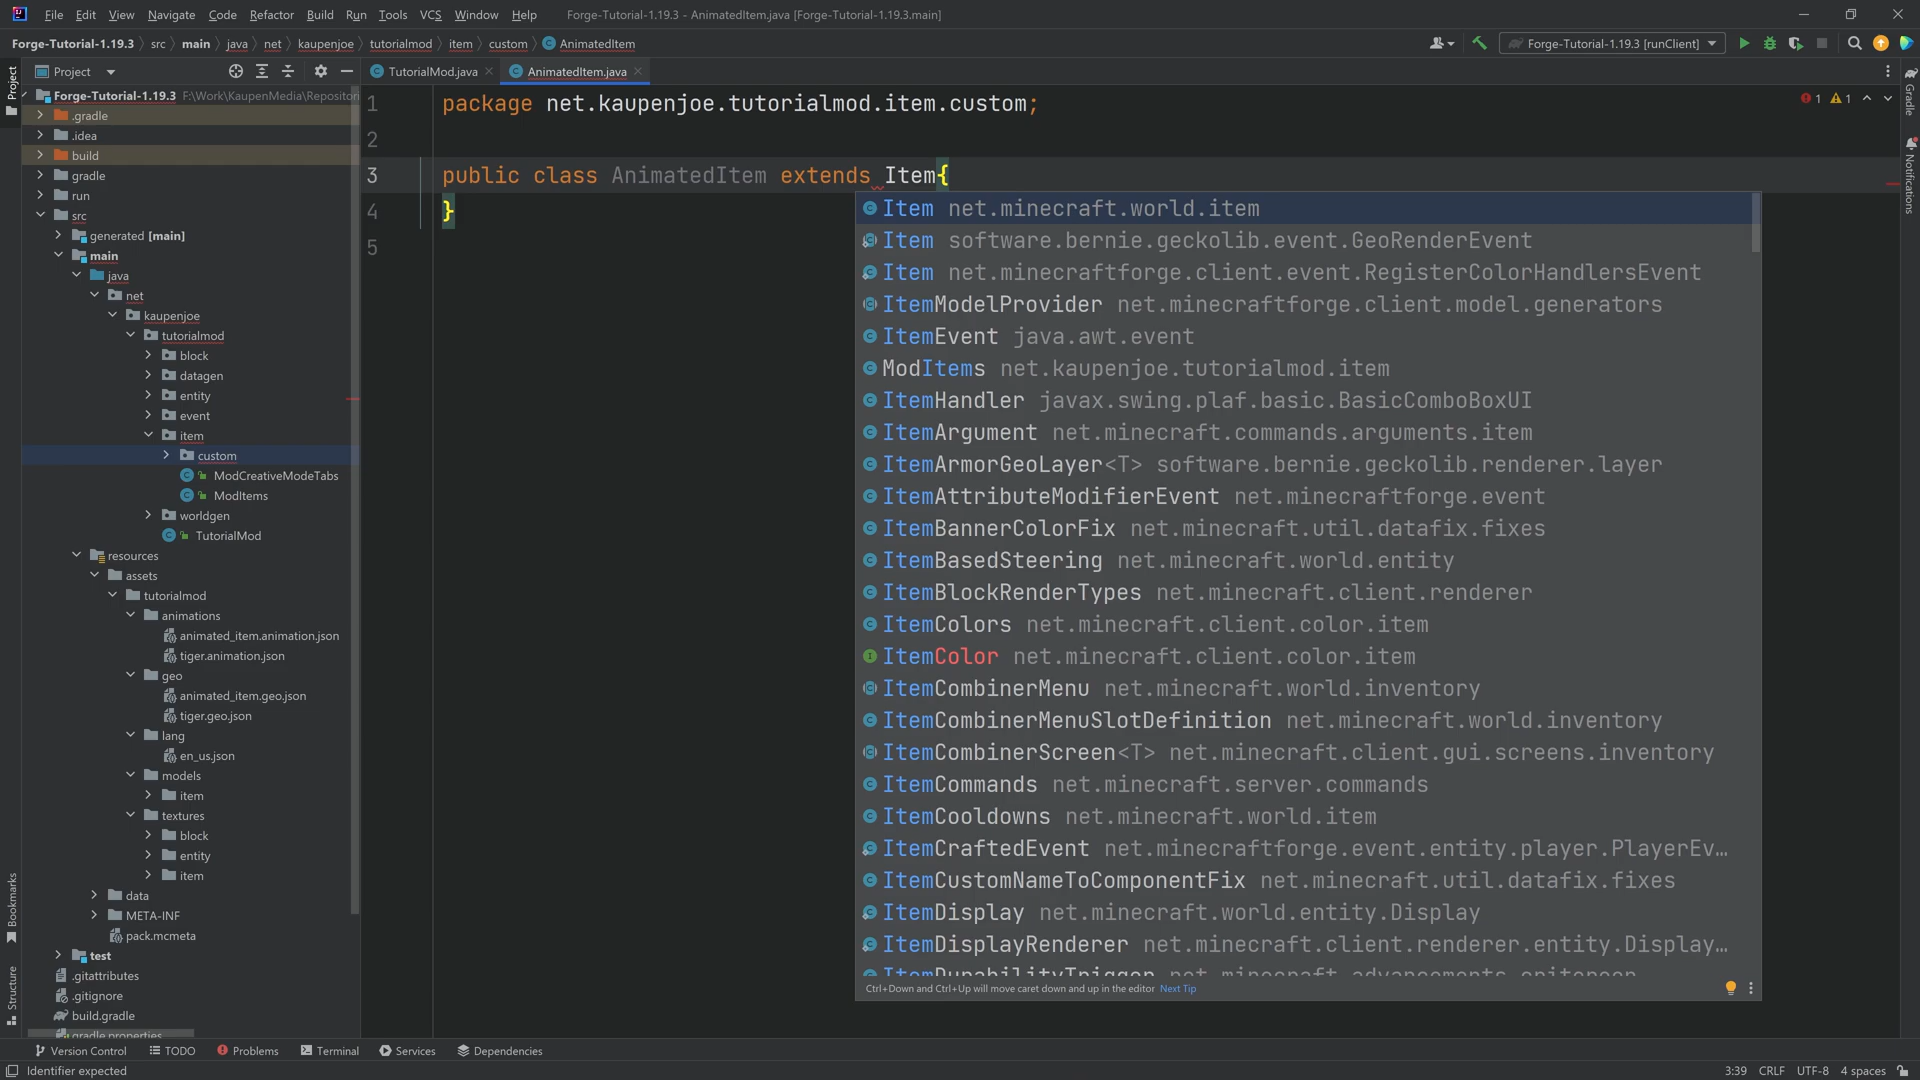 File Edit View Navigate Code Refactor Build Run Tools VCS Window Help Forge-Tutorial-1.19.3 - AnimatedItem.java [Forge-Tutorial-1.19.3.main]
Forge-Tutorial-1.19.3 src main java net kaupenjoe tutorialmod item custom AnimatedItem Forge-Tutorial-1.19.3 [runClient]
Project
Project
TutorialMod.java
AnimatedItem.java
Gradle
Notifications
Forge-Tutorial-1.19.3 F:\Work\KaupenMedia\Repositori
.gradle
.idea
build
gradle
run
src
generated [main]
main
java
net
kaupenjoe
tutorialmod
block
datagen
entity
event
item
custom
ModCreativeModeTabs
ModItems
worldgen
TutorialMod
resources
assets
tutorialmod
animations
animated_item.animation.json
tiger.animation.json
geo
animated_item.geo.json
tiger.geo.json
lang
en_us.json
models
item
textures
block
entity
item
data
META-INF
pack.mcmeta
test
.gitattributes
.gitignore
build.gradle
gradle.properties
Bookmarks
Structure
1 package net.kaupenjoe.tutorialmod.item.custom;
1 1
2
3 public class AnimatedItem extends Item{
4 }
5
Item net.minecraft.world.item
Item software.bernie.geckolib.event.GeoRenderEvent
Item net.minecraftforge.client.event.RegisterColorHandlersEvent
ItemModelProvider net.minecraftforge.client.model.generators
ItemEvent java.awt.event
ModItems net.kaupenjoe.tutorialmod.item
ItemHandler javax.swing.plaf.basic.BasicComboBoxUI
ItemArgument net.minecraft.commands.arguments.item
ItemArmorGeoLayer<T> software.bernie.geckolib.renderer.layer
ItemAttributeModifierEvent net.minecraftforge.event
ItemBannerColorFix net.minecraft.util.datafix.fixes
ItemBasedSteering net.minecraft.world.entity
ItemBlockRenderTypes net.minecraft.client.renderer
ItemColors net.minecraft.client.color.item
ItemColor net.minecraft.client.color.item
ItemCombinerMenu net.minecraft.world.inventory
ItemCombinerMenuSlotDefinition net.minecraft.world.inventory
ItemCombinerScreen<T> net.minecraft.client.gui.screens.inventory
ItemCommands net.minecraft.server.commands
ItemCooldowns net.minecraft.world.item
ItemCraftedEvent net.minecraftforge.event.entity.player.PlayerEv…
ItemCustomNameToComponentFix net.minecraft.util.datafix.fixes
ItemDisplay net.minecraft.world.entity.Display
ItemDisplayRenderer net.minecraft.client.renderer.entity.Display…
ItemDurabilityTrigger net.minecraft.advancements.criterion
Ctrl+Down and Ctrl+Up will move caret down and up in the editor Next Tip
Version Control TODO Problems Terminal Services Dependencies
Identifier expected 3:39 CRLF UTF-8 4 spaces